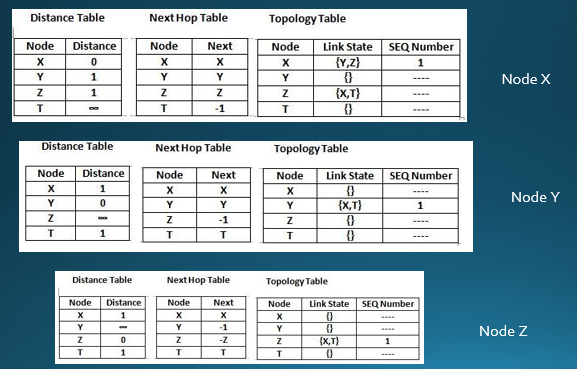 Distance Table Next Hop Table Topology Table
Node Distance Node Next Node Link State SEQ Number
X 0 X X X {Y,Z} 1
Y 1 Y Y Y {} ----
Z 1 Z Z Z {X,T} ----
T ∞ T -1 T {} ----
Node X
Distance Table Next Hop Table Topology Table
Node Distance Node Next Node Link State SEQ Number
X 1 X X X {} ----
Y 0 Y Y Y {X,T} 1
Z ∞ Z -1 Z {} ----
T 1 T T T {} ----
Node Y
Distance Table Next Hop Table Topology Table
Node Distance Node Next Node Link State SEQ Number
X 1 X X X {} ----
Y ∞ Y -1 Y {} ----
Z 0 Z -Z Z {X,T} 1
T 1 T T T {} ----
Node Z